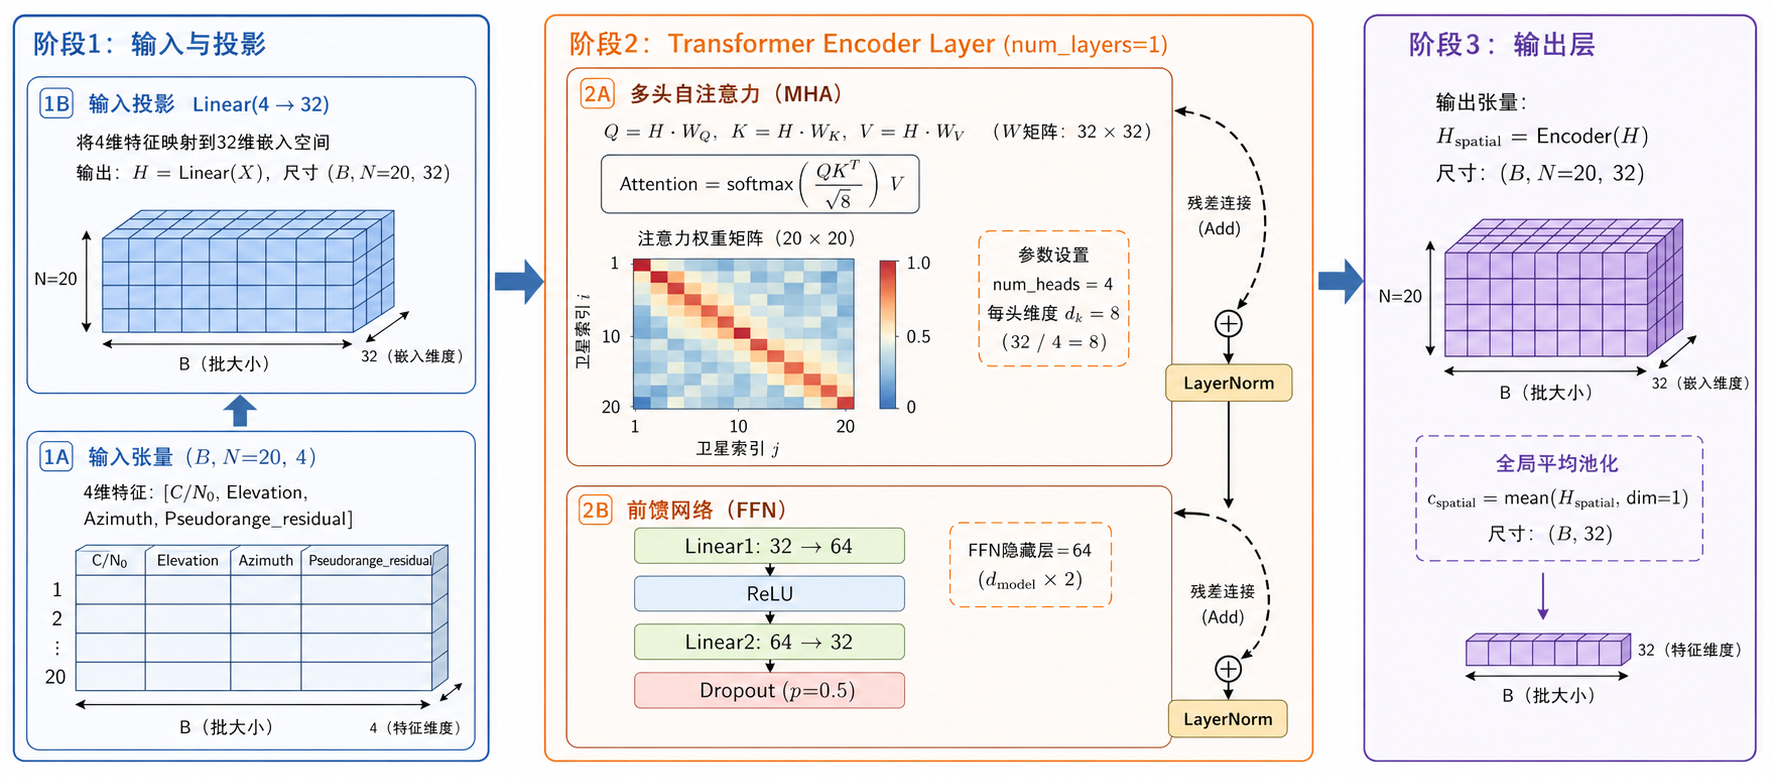 阶段1：输入与投影
1B 输入投影 Linear(4 → 32)
将4维特征映射到32维嵌入空间
输出：H = Linear(X)，尺寸 (B, N=20, 32)
N=20
B（批大小）
32（嵌入维度）
1A 输入张量（B, N=20, 4）
4维特征：[C/N₀, Elevation,
Azimuth, Pseudorange_residual]
C/N₀ Elevation Azimuth Pseudorange_residual
1
2
⋮
20
B（批大小）
4（特征维度）
阶段2：Transformer Encoder Layer (num_layers=1)
2A 多头自注意力（MHA）
Q = H · W_Q, K = H · W_K, V = H · W_V （W矩阵：32 × 32）
Attention = softmax( QK^T / √8 ) V
注意力权重矩阵（20 × 20）
卫星索引 i
1
10
20
1 10 20
卫星索引 j
1.0
0.5
0
参数设置
num_heads = 4
每头维度 d_k = 8
(32 / 4 = 8)
残差连接
(Add)
LayerNorm
2B 前馈网络（FFN）
Linear1: 32 → 64
ReLU
Linear2: 64 → 32
Dropout (p=0.5)
FFN隐藏层=64
(d_model × 2)
残差连接
(Add)
LayerNorm
阶段3：输出层
输出张量：
H_spatial = Encoder(H)
尺寸：(B, N=20, 32)
N=20
B（批大小）
32（嵌入维度）
全局平均池化
c_spatial = mean(H_spatial, dim=1)
尺寸：(B, 32)
32（特征维度）
B（批大小）